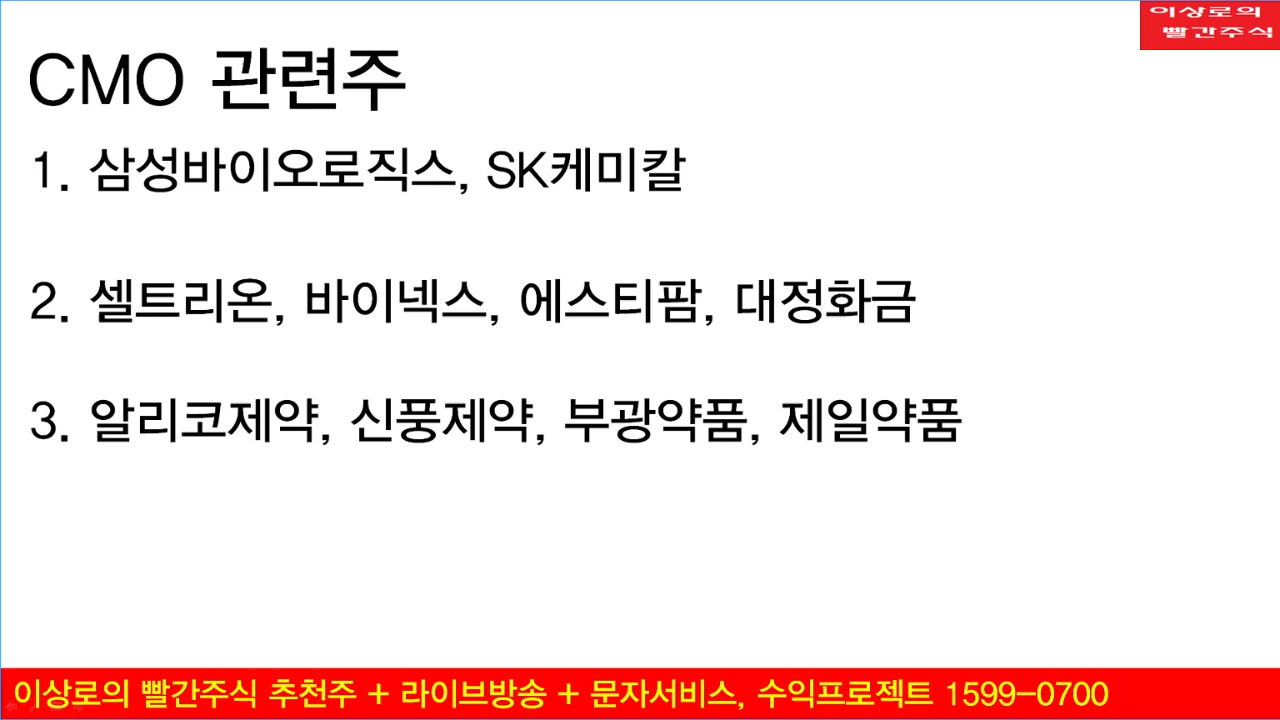 이상로의
빨간주식
CMO 관련주
1. 삼성바이오로직스, SK케미칼
2. 셀트리온, 바이넥스, 에스티팜, 대정화금
3. 알리코제약, 신풍제약, 부광약품, 제일약품
이상로의 빨간주식 추천주 + 라이브방송 + 문자서비스, 수익프로젝트 1599-0700